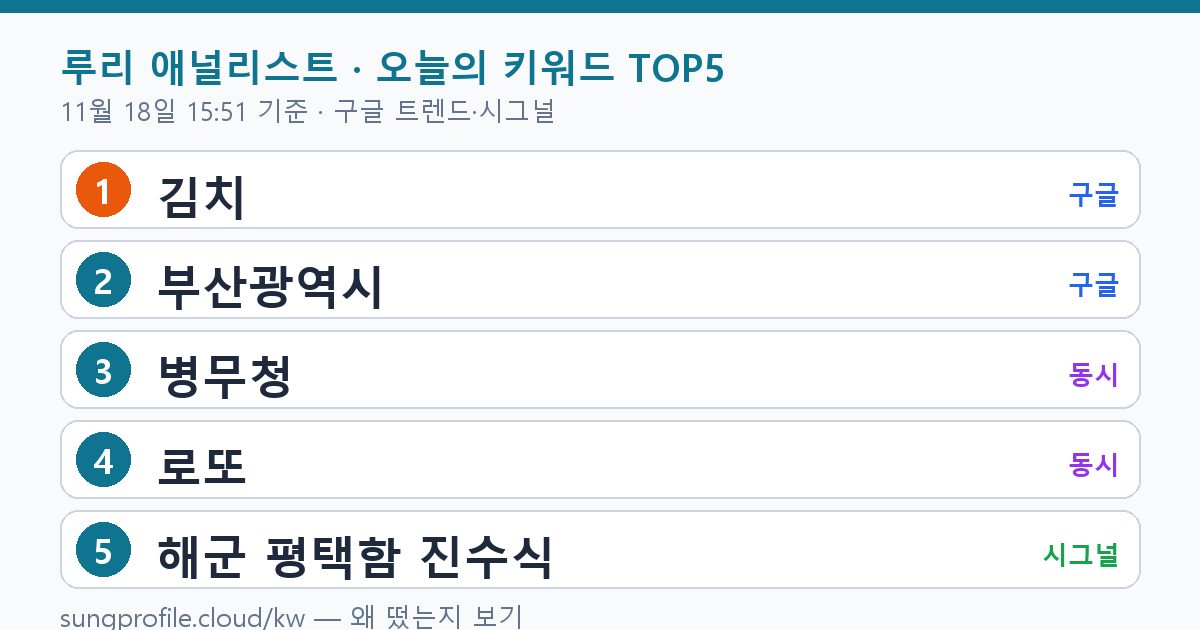 루리 애널리스트 · 오늘의 키워드 TOP5
11월 18일 15:51 기준 · 구글 트렌드·시그널
1 김치 구글
2 부산광역시 구글
3 병무청 동시
4 로또 동시
5 해군 평택함 진수식 시그널
sungprofile.cloud/kw — 왜 떴는지 보기